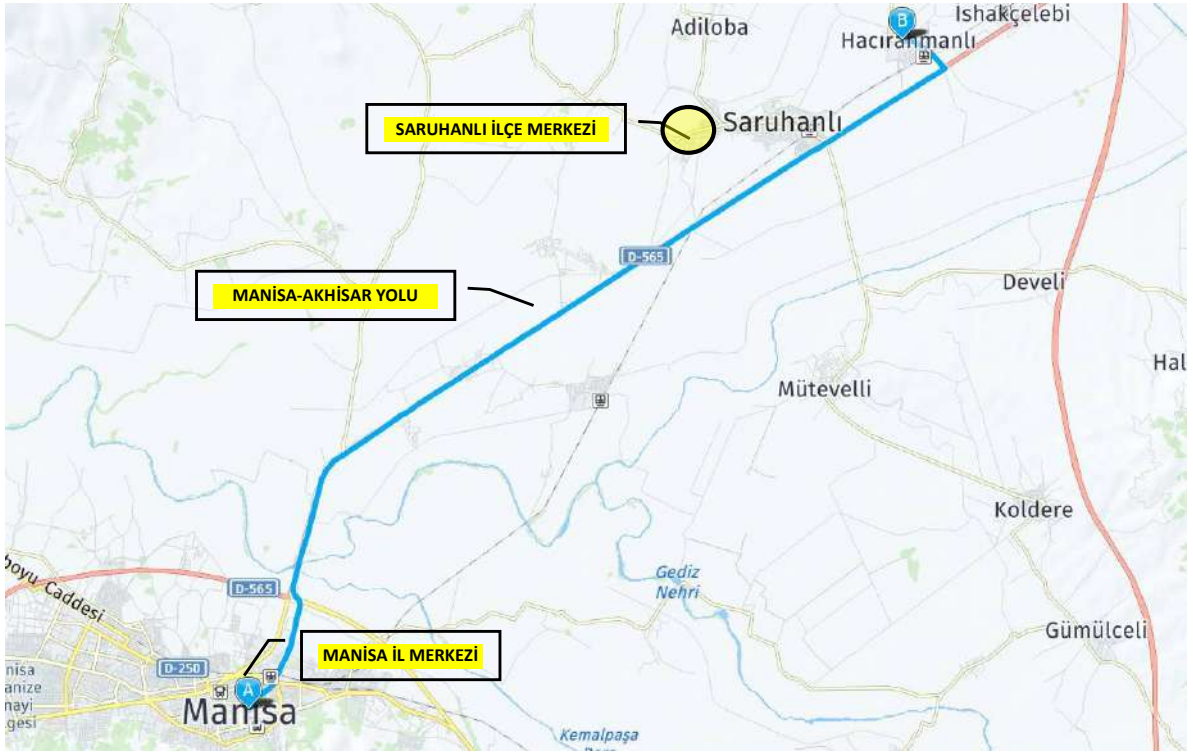 Adiloba
Ishakçelebi
B
Hacırahmanlı
SARUHANLI İLÇE MERKEZİ
Saruhanlı
D-565
Develi
MANİSA-AKHİSAR YOLU
Hal
Mütevelli
Koldere
boyu Caddesi
Gediz
Nehri
D-565
Gümülceli
MANİSA İL MERKEZİ
D-250
nisa
anize
nayi
lgesi
A
Manisa
Kemalpaşa